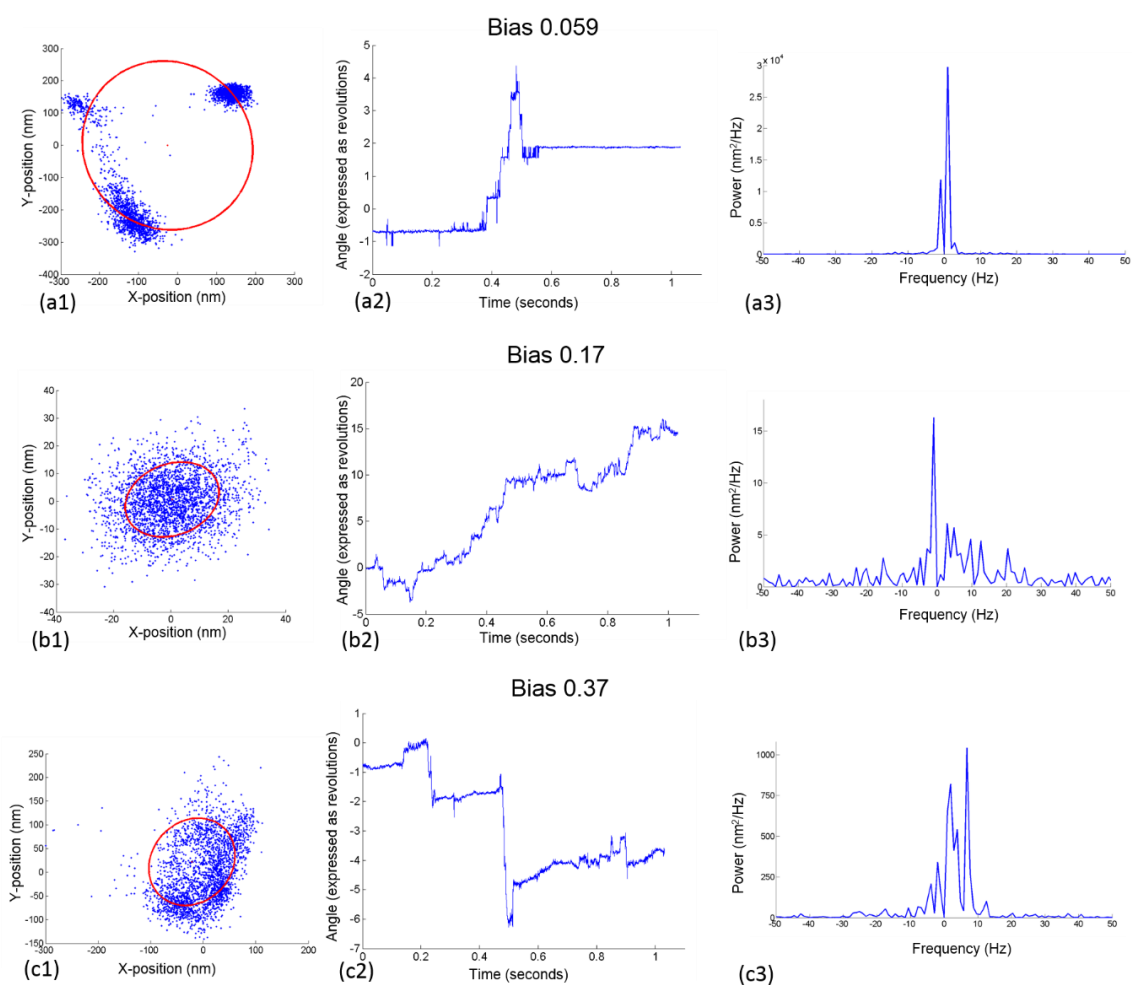 Bias 0.059
400
300
200
100
0
-100
-200
-300
-400
-300 -200 -100 0 100 200 300
Y-position (nm)
X-position (nm)
(a1)
5
4
3
2
1
0
-1
-2
0 0.2 0.4 0.6 0.8 1
Angle (expressed as revolutions)
Time (seconds)
(a2)
3 × 10⁴
2
1
0
-50 -40 -30 -20 -10 0 10 20 30 40 50
Power (nm²/Hz)
Frequency (Hz)
(a3)
Bias 0.17
40
30
20
10
0
-10
-20
-30
-40
-40 -20 0 20 40
Y-position (nm)
X-position (nm)
(b1)
20
15
10
5
0
-5
0 0.2 0.4 0.6 0.8 1
Angle (expressed as revolutions)
Time (seconds)
(b2)
15
10
5
0
-50 -40 -30 -20 -10 0 10 20 30 40 50
Power (nm²/Hz)
Frequency (Hz)
(b3)
Bias 0.37
250
200
150
100
50
0
-50
-100
-150
-300 -200 -100 0 100 200
Y-position (nm)
X-position (nm)
(c1)
1
0
-1
-2
-3
-4
-5
-6
-7
0 0.2 0.4 0.6 0.8 1
Angle (expressed as revolutions)
Time (seconds)
(c2)
1000
750
500
250
0
-50 -40 -30 -20 -10 0 10 20 30 40 50
Power (nm²/Hz)
Frequency (Hz)
(c3)